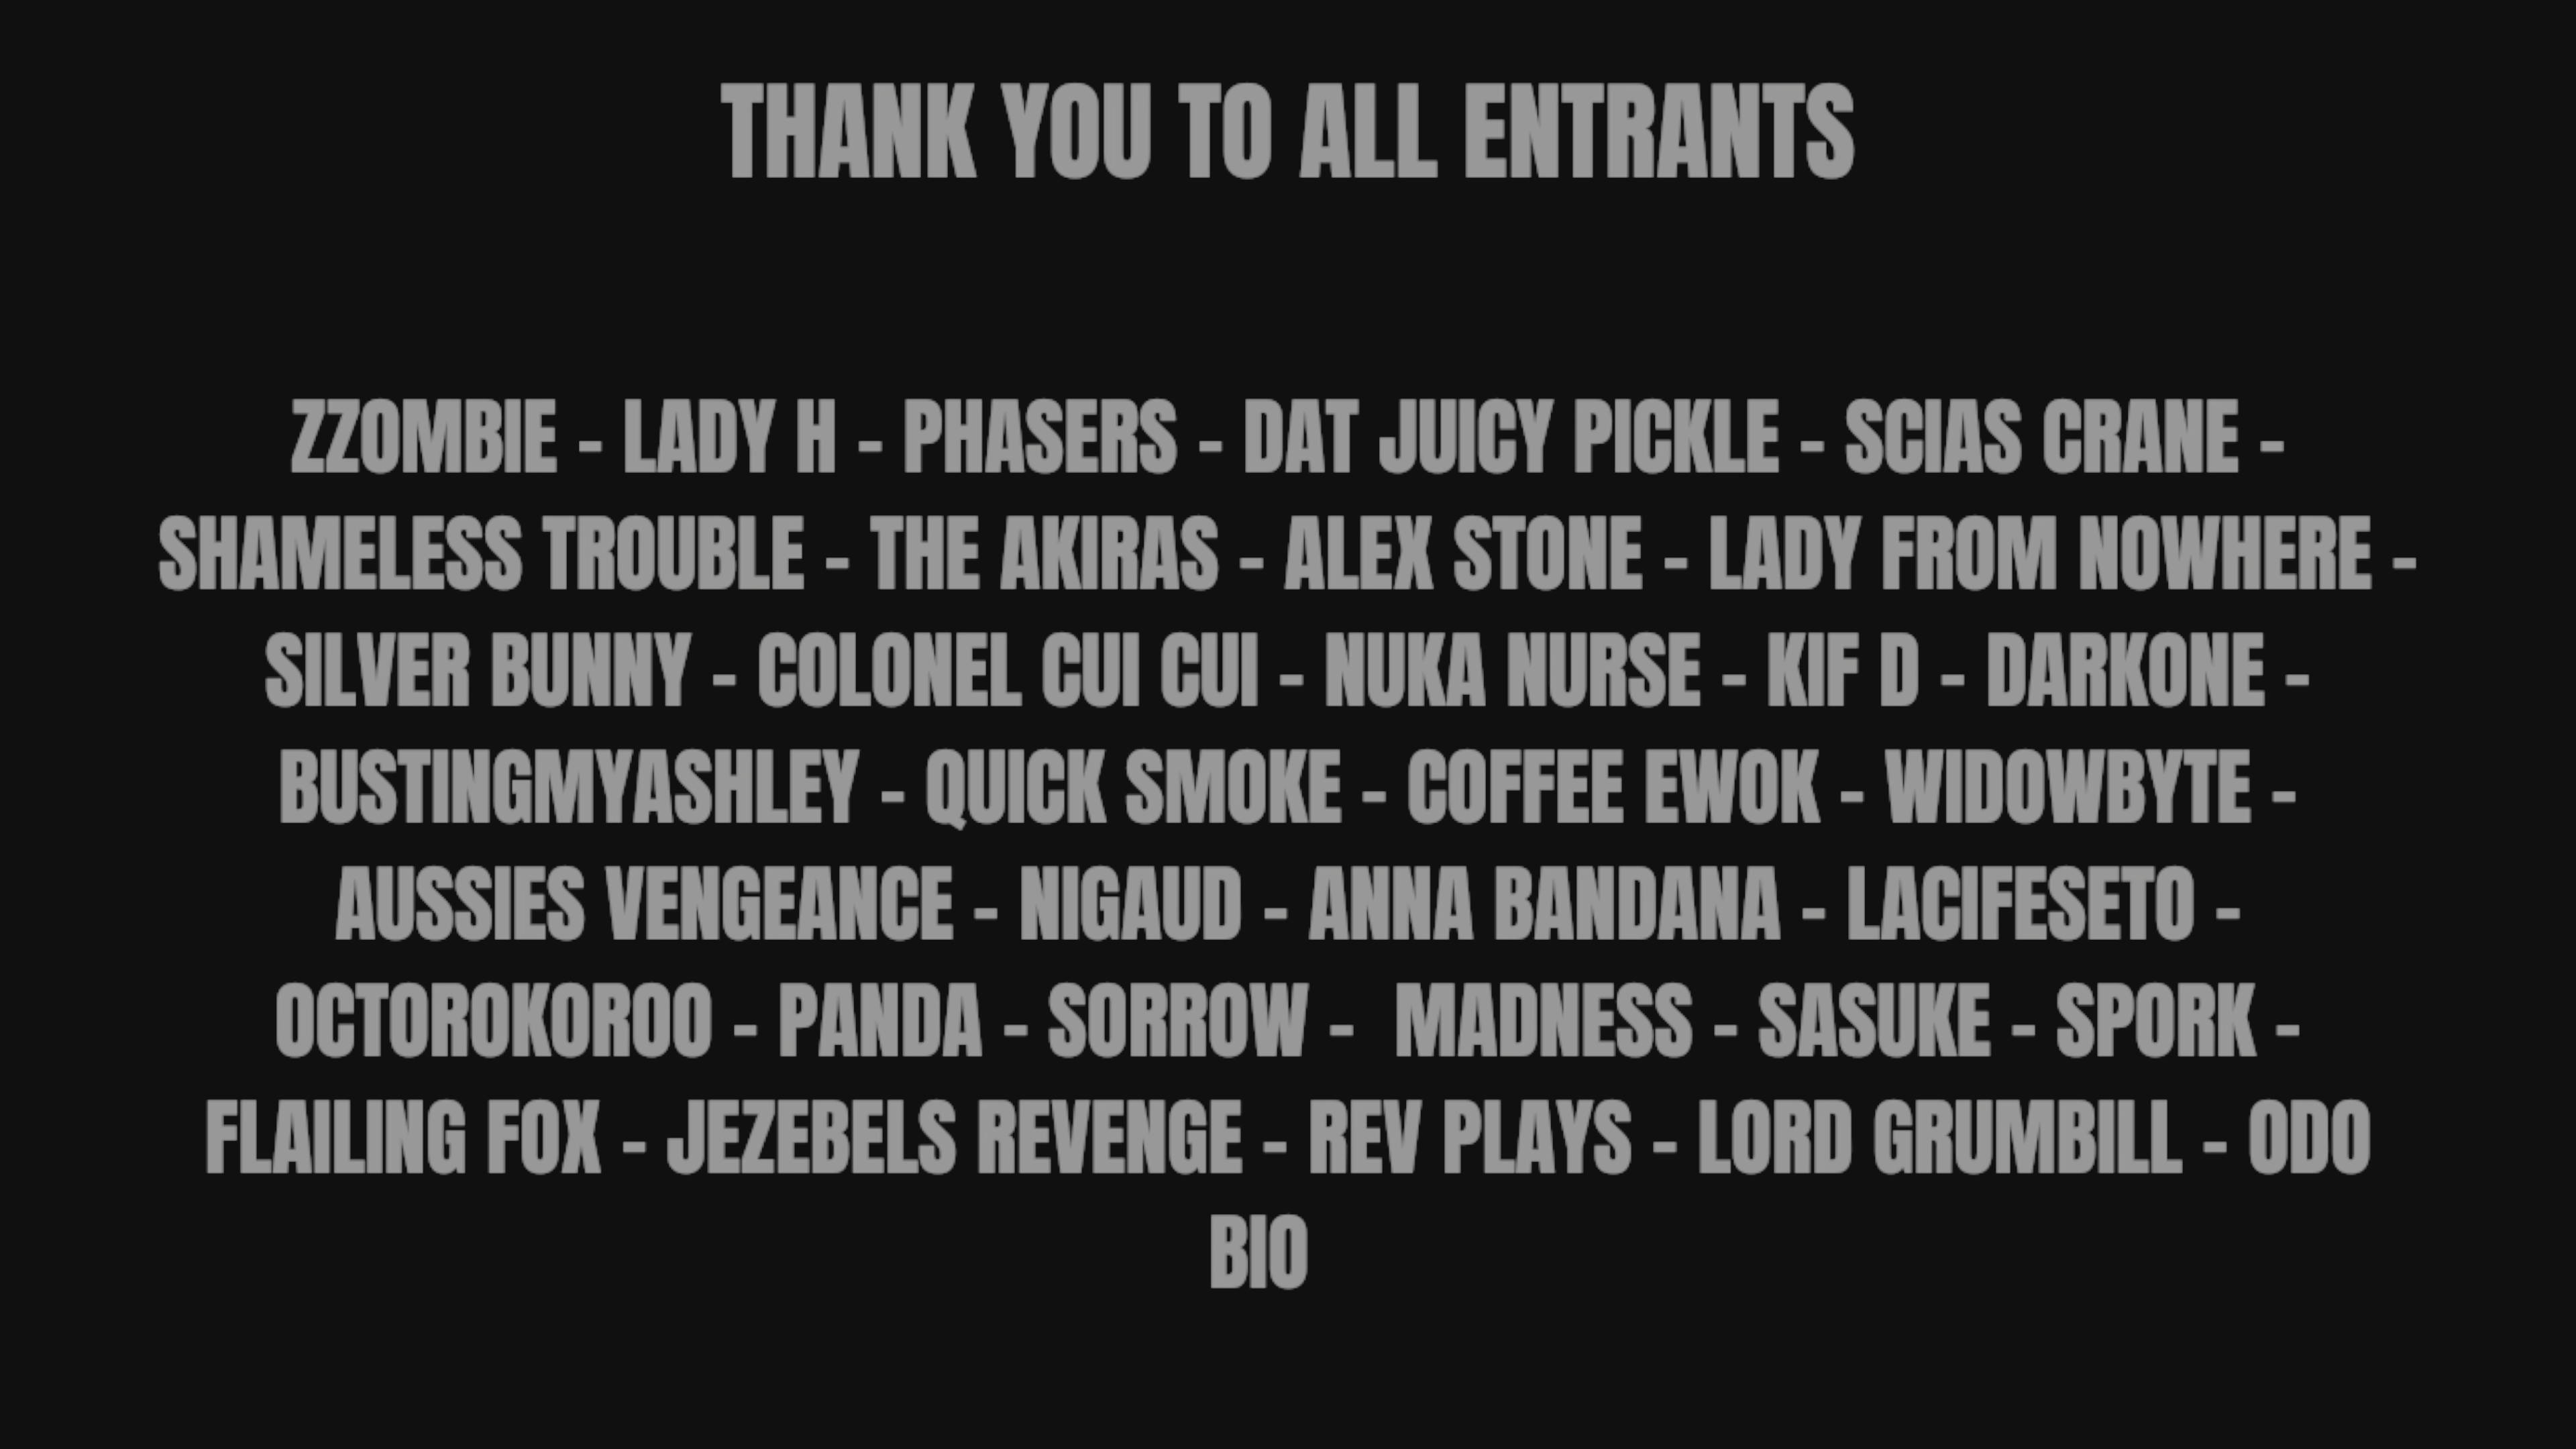 THANK YOU TO ALL ENTRANTS
ZZOMBIE - LADY H - PHASERS - DAT JUICY PICKLE - SCIAS CRANE -
SHAMELESS TROUBLE - THE AKIRAS - ALEX STONE - LADY FROM NOWHERE -
SILVER BUNNY - COLONEL CUI CUI - NUKA NURSE - KIF D - DARKONE -
BUSTINGMYASHLEY - QUICK SMOKE - COFFEE EWOK - WIDOWBYTE -
AUSSIES VENGEANCE - NIGAUD - ANNA BANDANA - LACIFESETO -
OCTOROKOROO - PANDA - SORROW -  MADNESS - SASUKE - SPORK -
FLAILING FOX - JEZEBELS REVENGE - REV PLAYS - LORD GRUMBILL - ODO
BIO